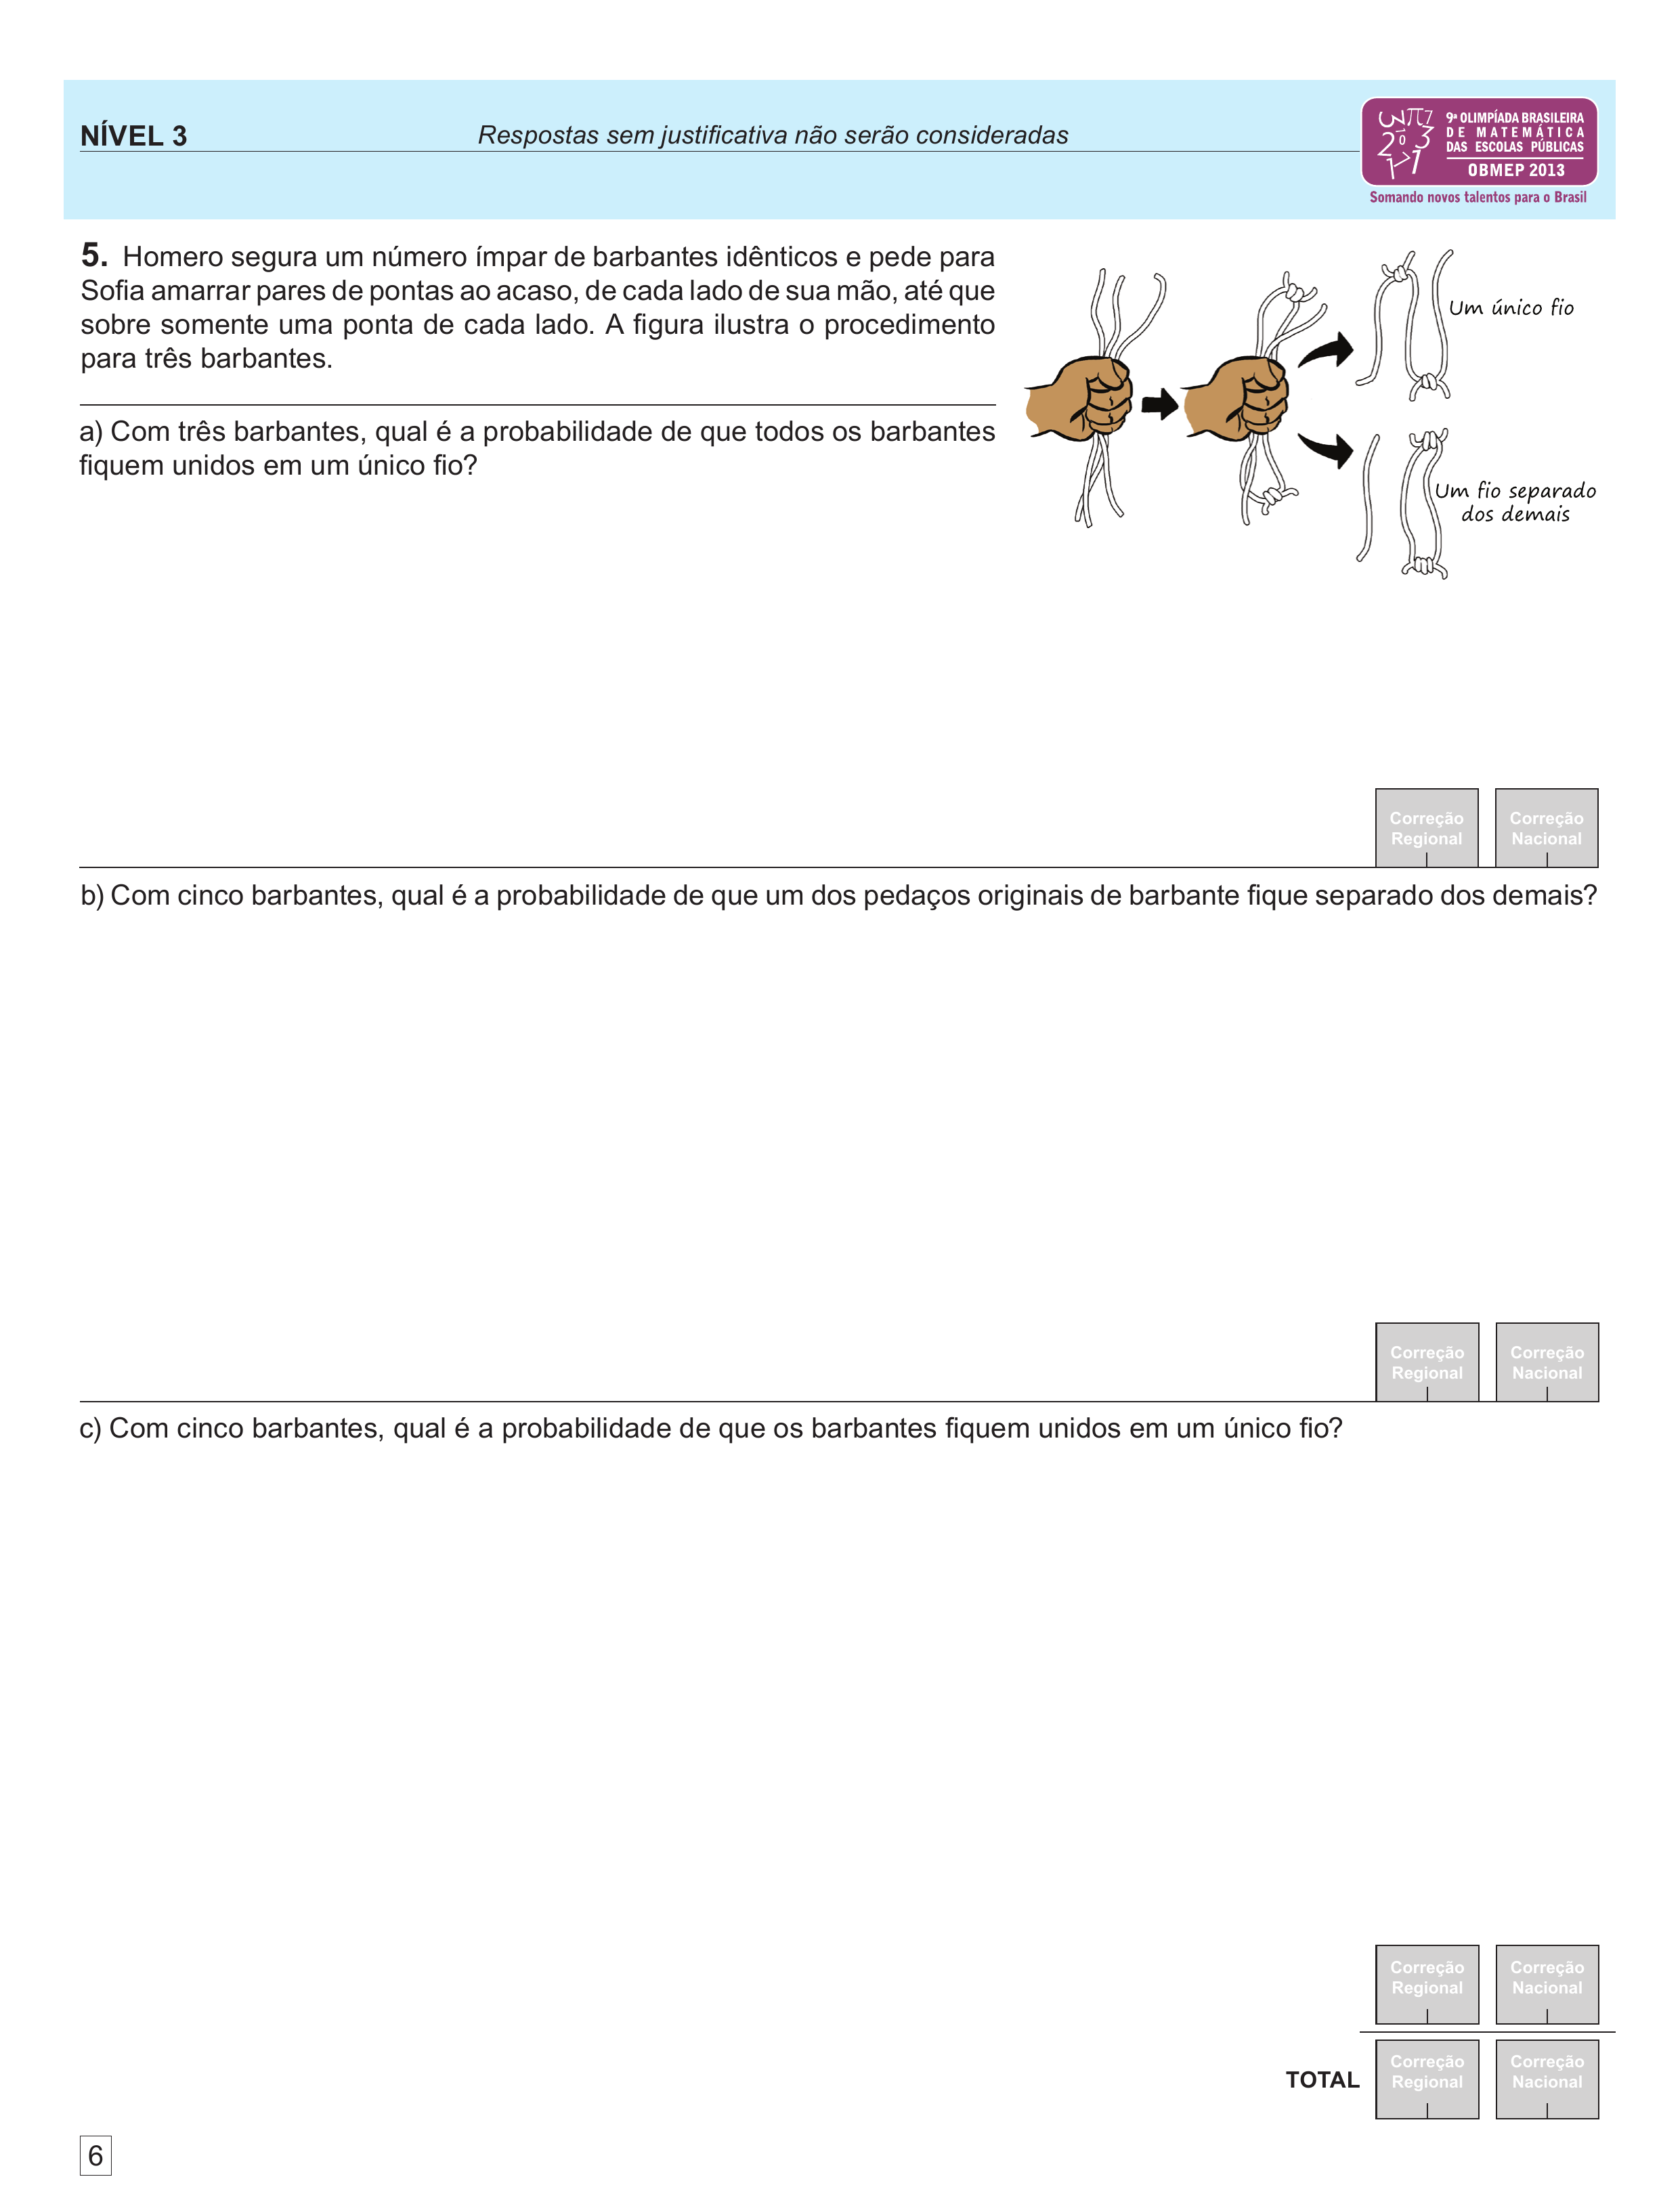 NÍVEL 3
Respostas sem justificativa não serão consideradas
9ª OLIMPÍADA BRASILEIRA
DE MATEMÁTICA
DAS ESCOLAS PÚBLICAS
OBMEP 2013
Somando novos talentos para o Brasil
5. Homero segura um número ímpar de barbantes idênticos e pede para
Sofia amarrar pares de pontas ao acaso, de cada lado de sua mão, até que
sobre somente uma ponta de cada lado. A figura ilustra o procedimento
para três barbantes.
Um único fio
Um fio separado
dos demais
a) Com três barbantes, qual é a probabilidade de que todos os barbantes
fiquem unidos em um único fio?
Correção
Regional
Correção
Nacional
b) Com cinco barbantes, qual é a probabilidade de que um dos pedaços originais de barbante fique separado dos demais?
Correção
Regional
Correção
Nacional
c) Com cinco barbantes, qual é a probabilidade de que os barbantes fiquem unidos em um único fio?
Correção
Regional
Correção
Nacional
TOTAL
Correção
Regional
Correção
Nacional
6